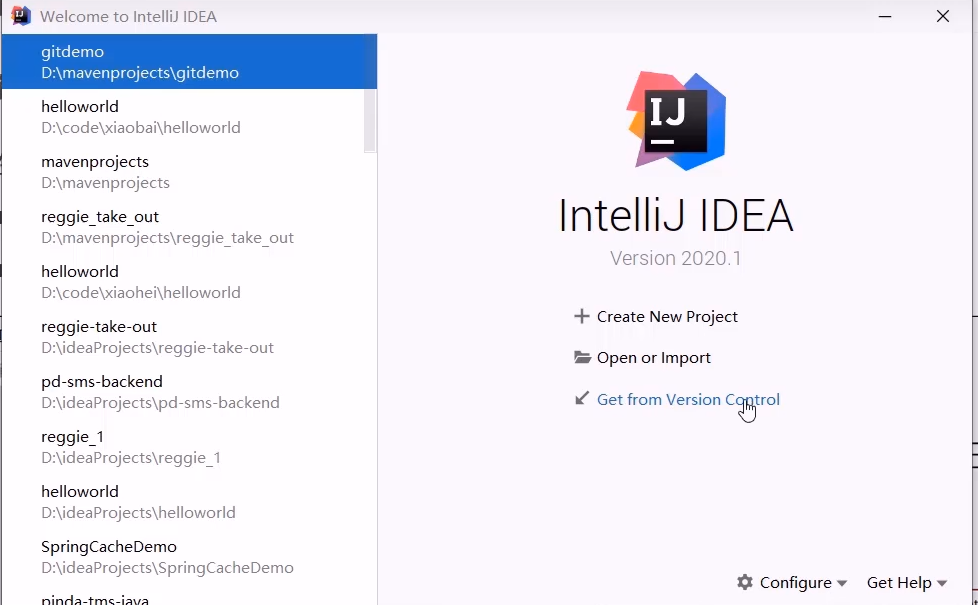 Welcome to IntelliJ IDEA
gitdemo
D:\mavenprojects\gitdemo
helloworld
D:\code\xiaobai\helloworld
mavenprojects
D:\mavenprojects
reggie_take_out
D:\mavenprojects\reggie_take_out
helloworld
D:\code\xiaohei\helloworld
reggie-take-out
D:\ideaProjects\reggie-take-out
pd-sms-backend
D:\ideaProjects\pd-sms-backend
reggie_1
D:\ideaProjects\reggie_1
helloworld
D:\ideaProjects\helloworld
SpringCacheDemo
D:\ideaProjects\SpringCacheDemo
pinda-tms-java
IJ
IntelliJ IDEA
Version 2020.1
Create New Project
Open or Import
Get from Version Control
Configure
Get Help